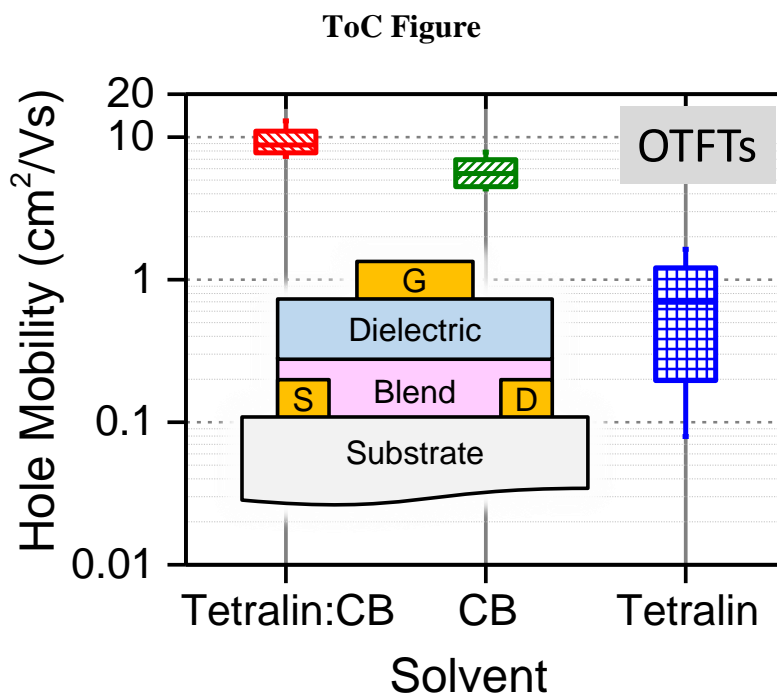 ToC Figure
Hole Mobility (cm²/Vs)
20
10
1
0.1
0.01
OTFTs
G
Dielectric
Blend
S
D
Substrate
Tetralin:CB
CB
Tetralin
Solvent